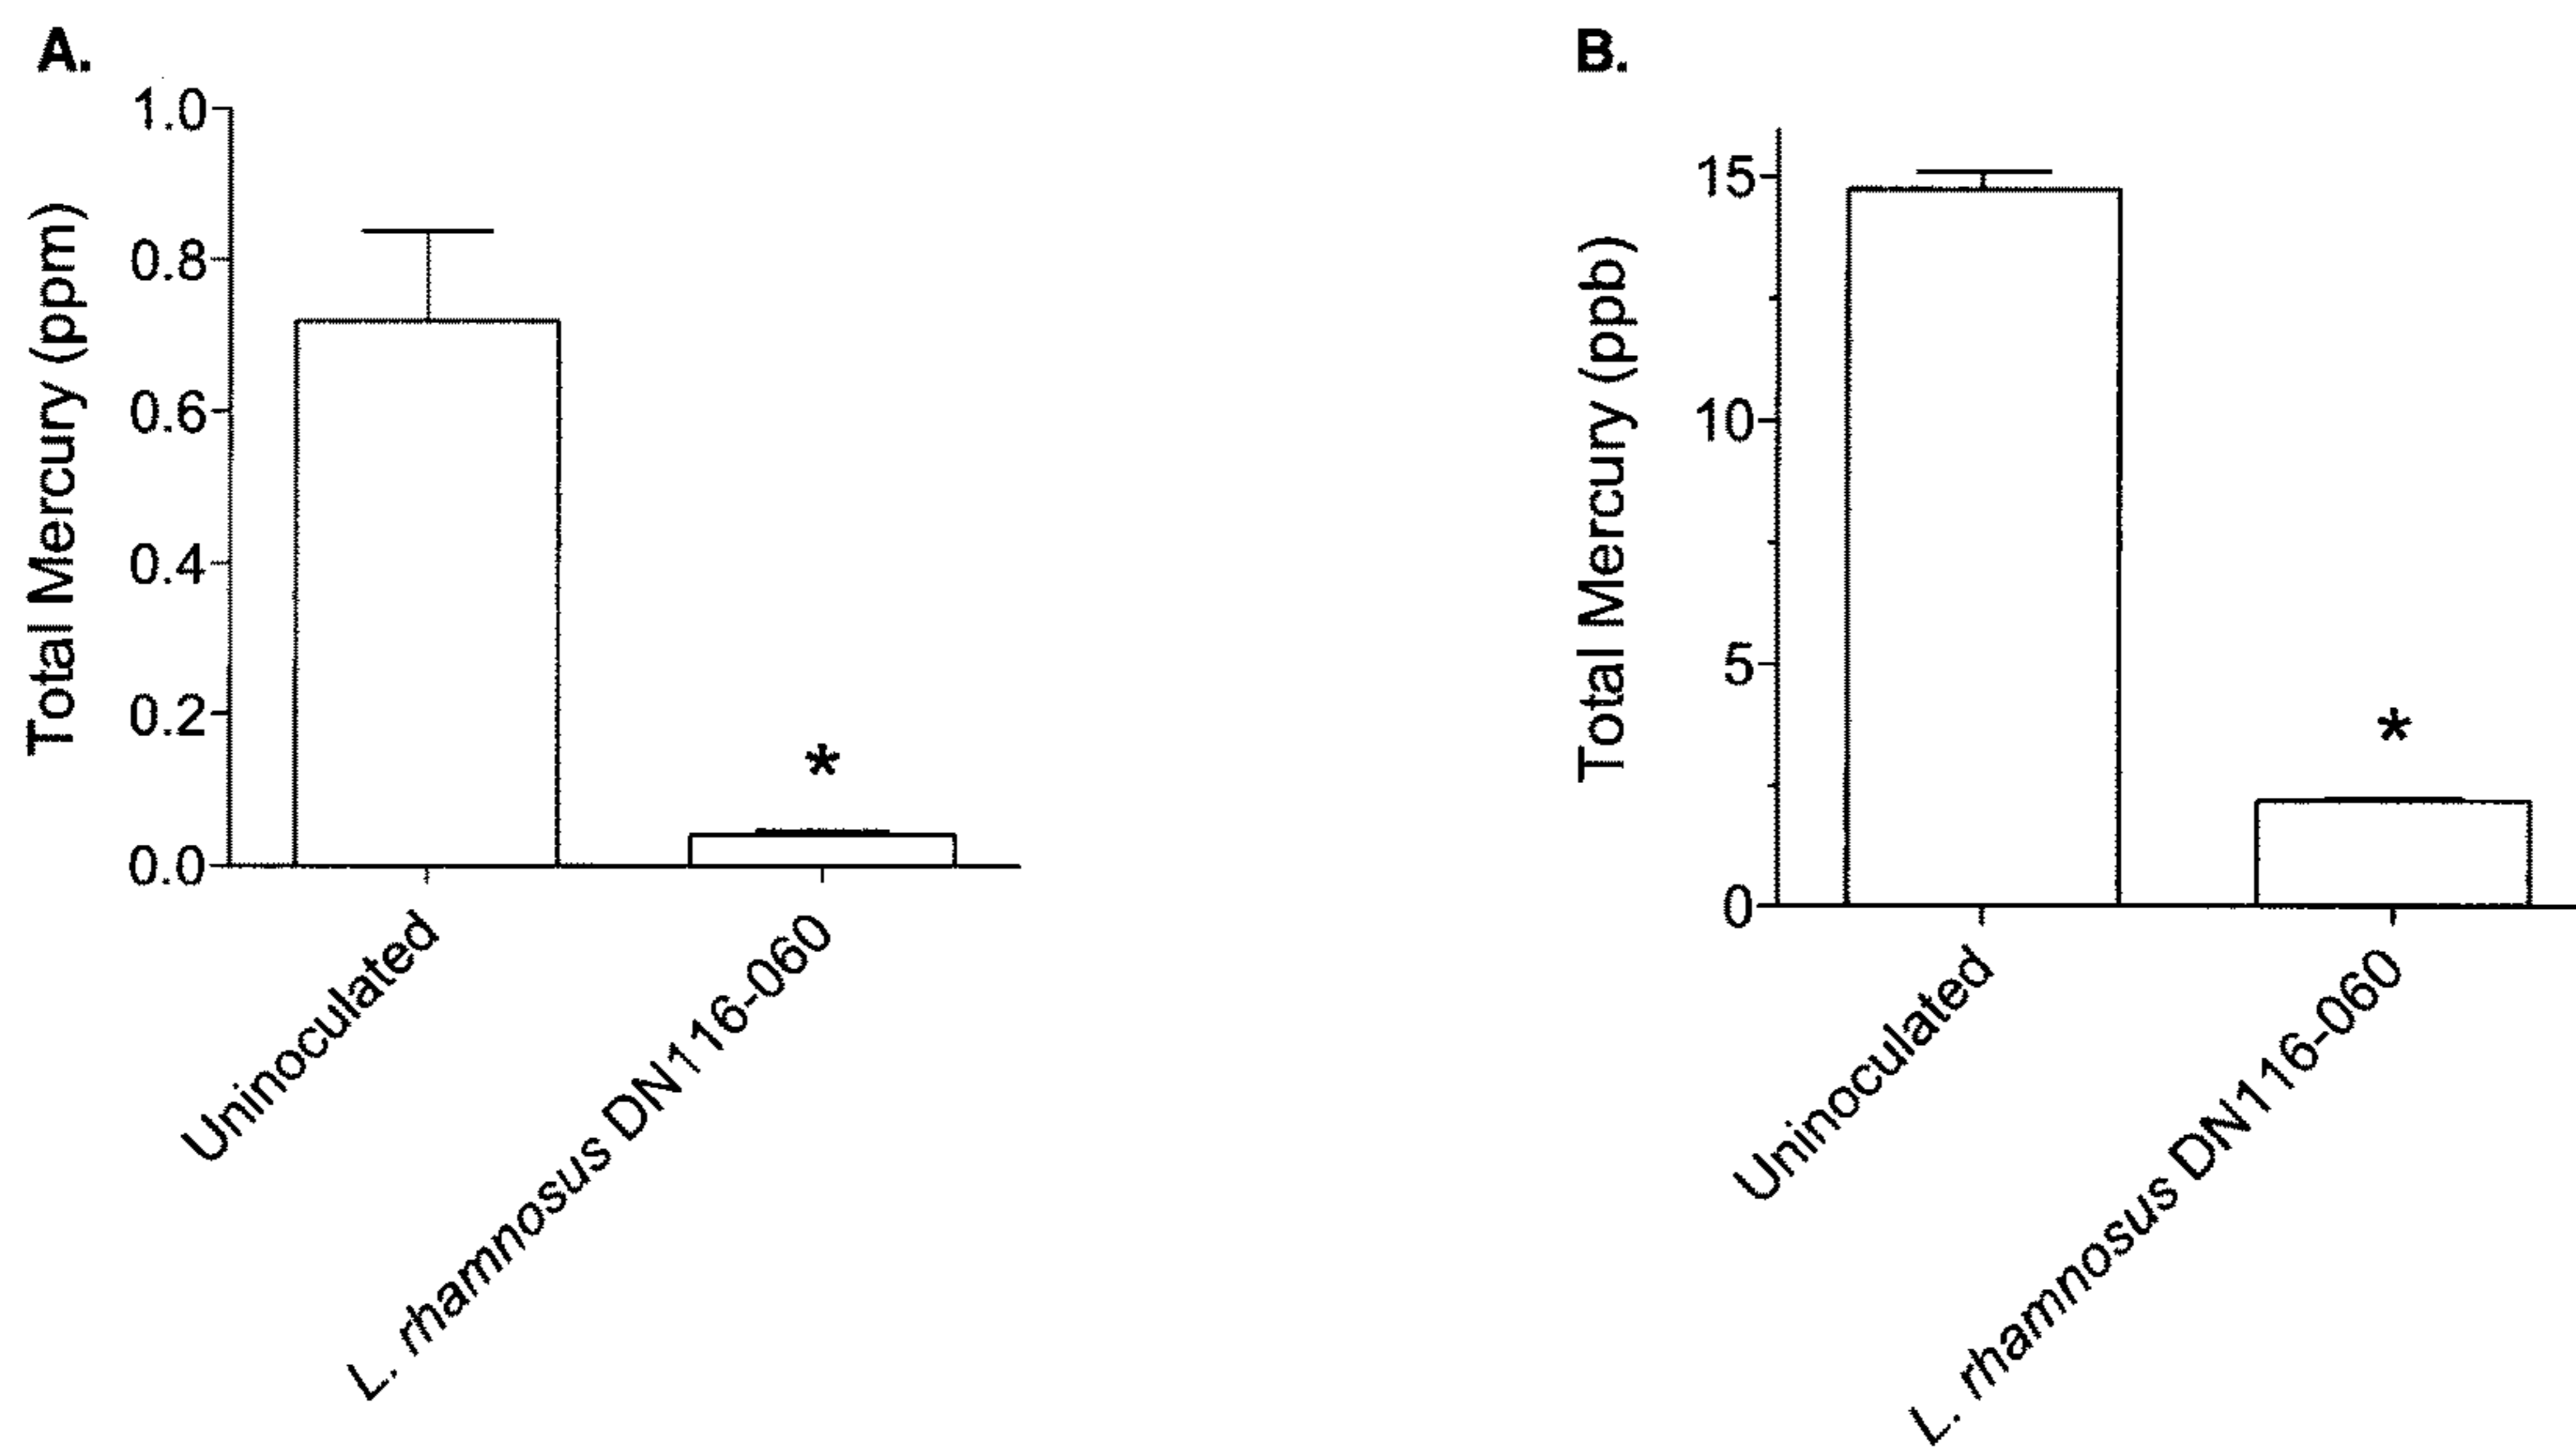 A.
Total Mercury (ppm)
1.0
0.8
0.6
0.4
0.2
0.0
*
Uninoculated
L. rhamnosus DN116-060
B.
Total Mercury (ppb)
15
10
5
0
*
Uninoculated
L. rhamnosus DN116-060